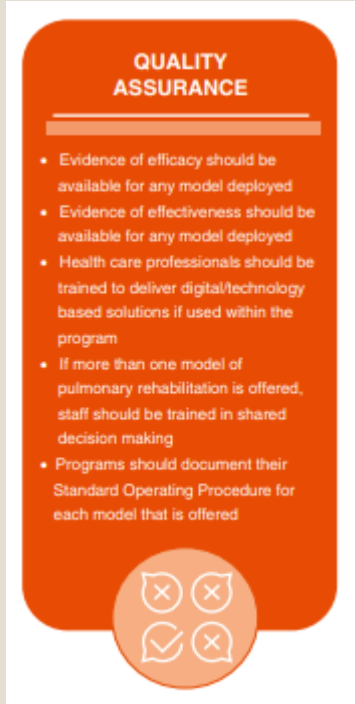 QUALITY
ASSURANCE
• Evidence of efficacy should be
available for any model deployed
• Evidence of effectiveness should be
available for any model deployed
• Health care professionals should be
trained to deliver digital/technology
based solutions if used within the
program
• If more than one model of
pulmonary rehabilitation is offered,
staff should be trained in shared
decision making
• Programs should document their
Standard Operating Procedure for
each model that is offered